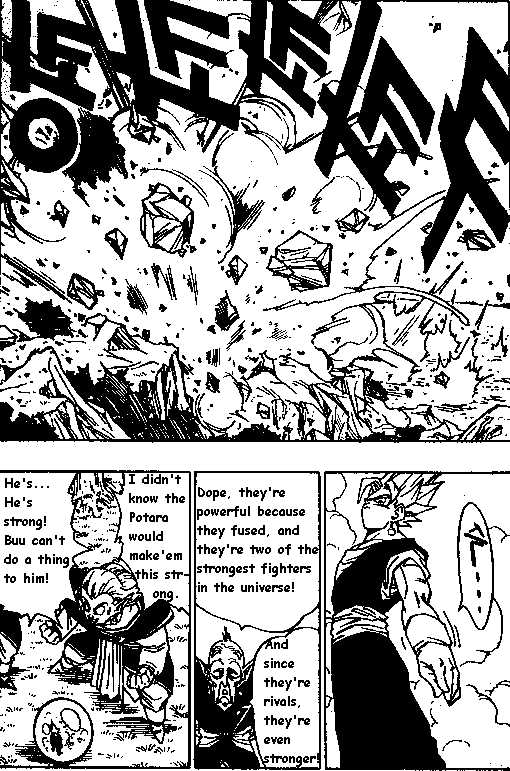 He's...
He's
strong!
Buu can't
do a thing
to him!
I didn't
know the
Potara
would
make'em
this str-
ong.
Dope, they're
powerful because
they fused, and
they're two of the
strongest fighters
in the universe!
And
since
they're
rivals,
they're
even
stronger!